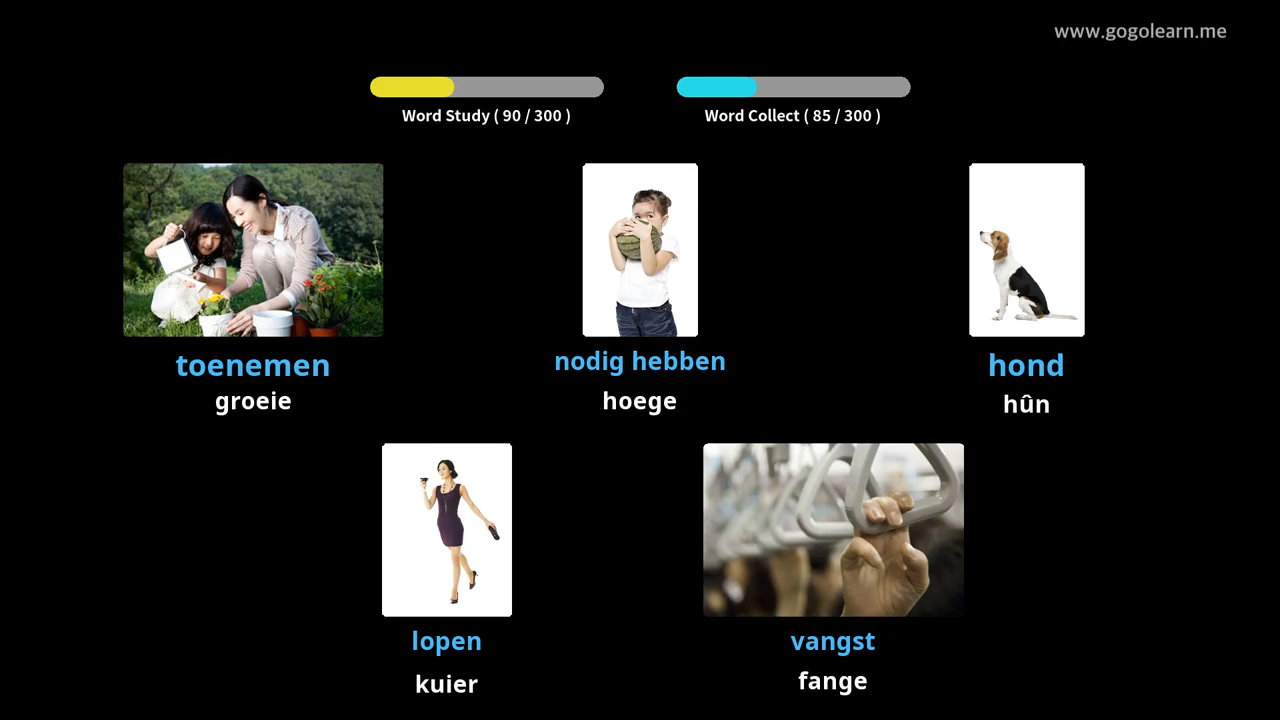 www.gogolearn.me
Word Study ( 90 / 300 )
Word Collect ( 85 / 300 )
toenemen
groeie
nodig hebben
hoege
hond
hûn
lopen
kuier
vangst
fange